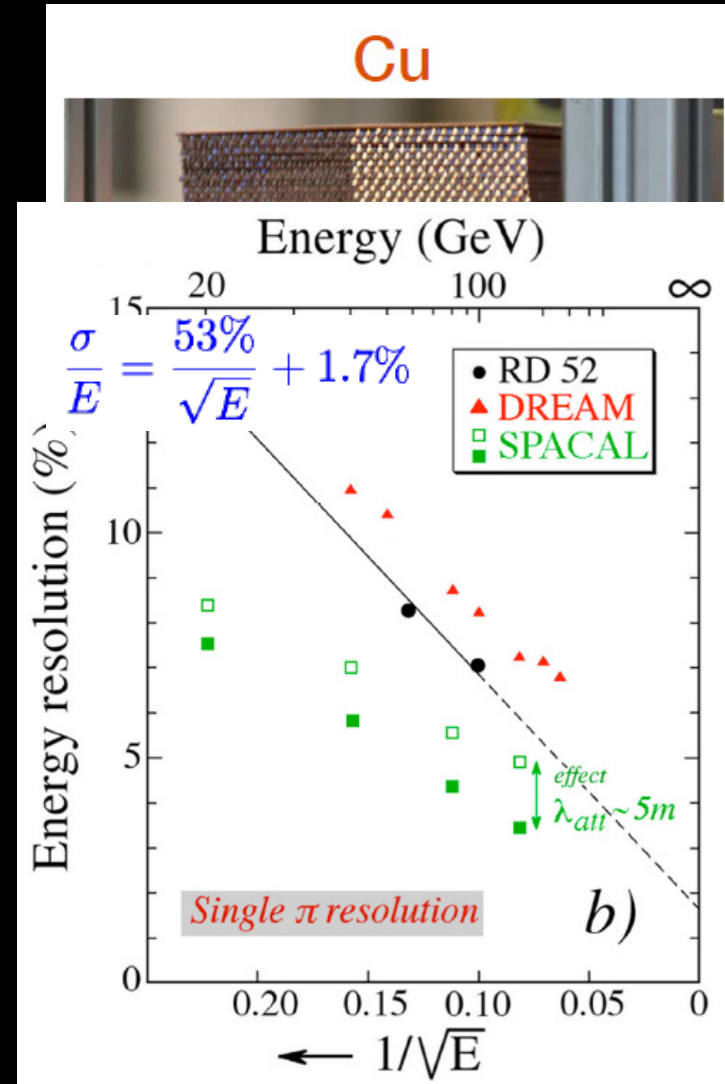 Cu
Energy (GeV)
20 100 ∞
15
σ/E = 53%/√E + 1.7%
RD 52
DREAM
SPACAL
Energy resolution (%)
10
5
effect
λatt ~5m
Single π resolution
b)
0
0.20 0.15 0.10 0.05 0
← 1/√E